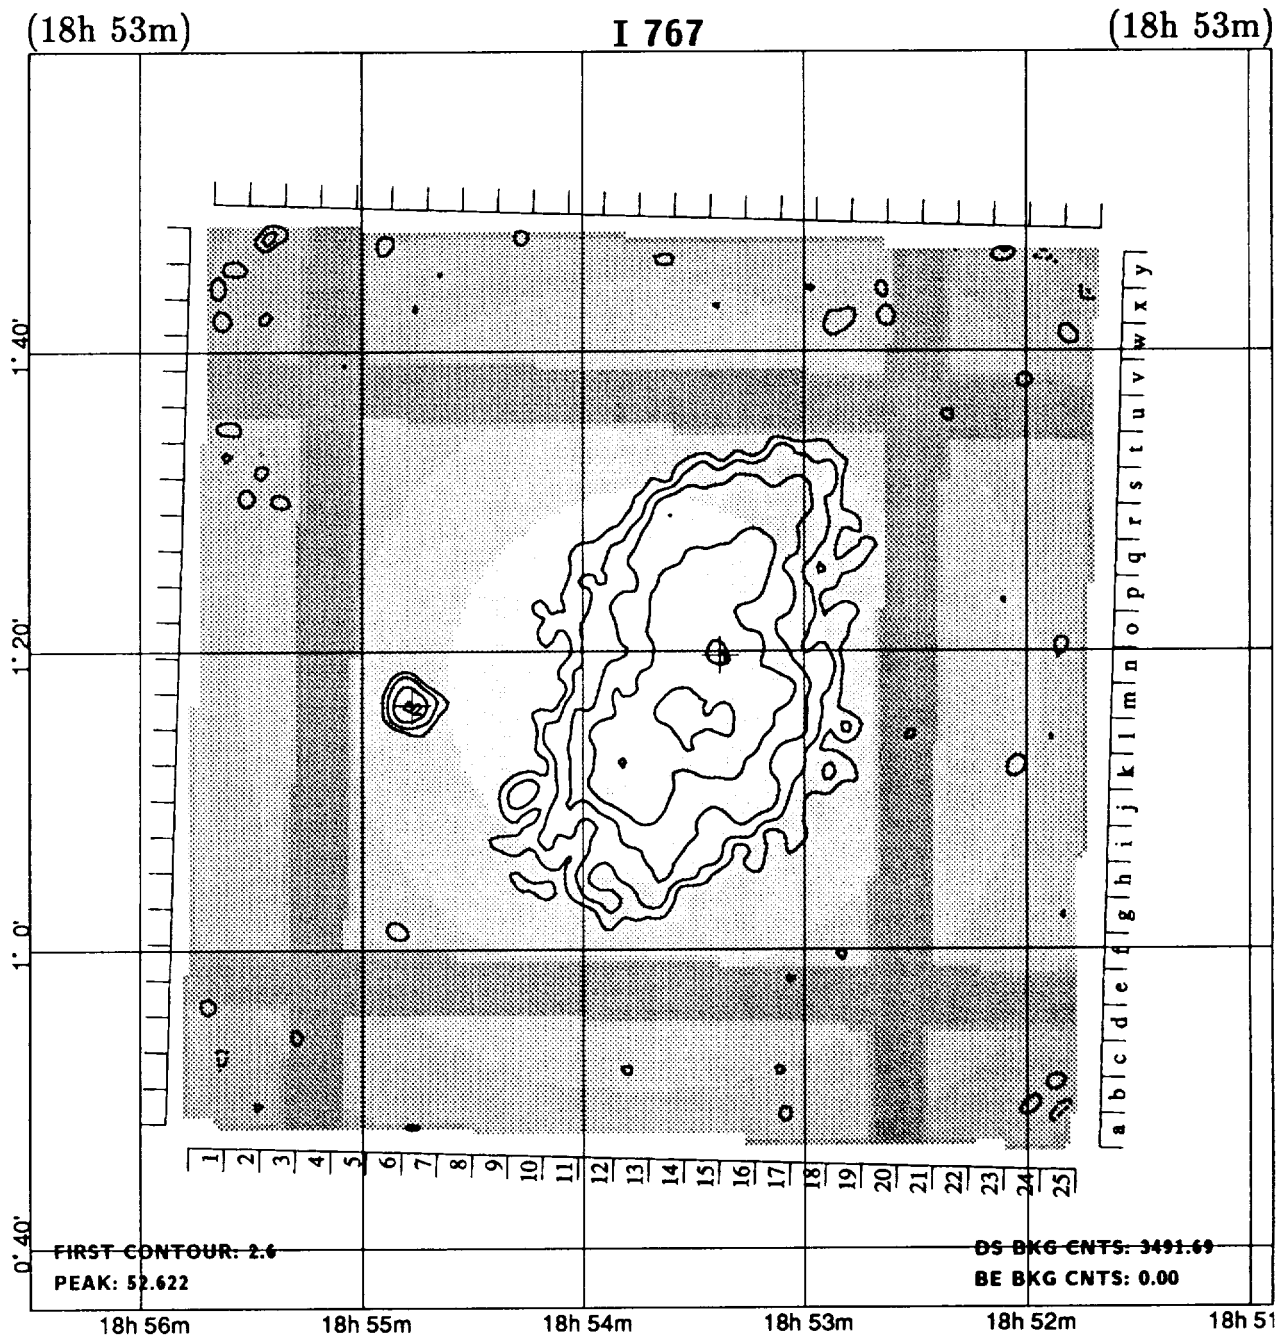 (18h 53m) I 767 (18h 53m)
1° 40'
1° 20'
1° 0'
0° 40'
y
x
w
v
u
t
s
r
q
p
o
n
m
l
k
j
i
h
g
f
e
d
c
b
a
1 2 3 4 5 6 7 8 9 10 11 12 13 14 15 16 17 18 19 20 21 22 23 24 25
FIRST CONTOUR: 2.6 DS BKG CNTS: 3491.69
PEAK: 52.622 BE BKG CNTS: 0.00
18h 56m 18h 55m 18h 54m 18h 53m 18h 52m 18h 51